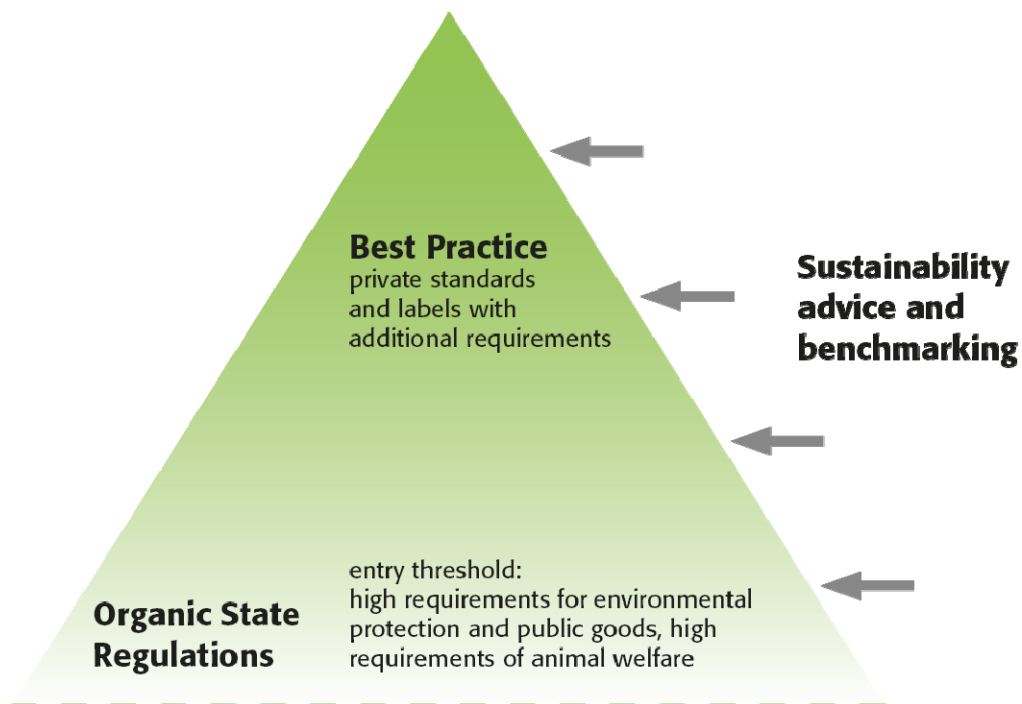 Best Practice
private standards
and labels with
additional requirements
Sustainability
advice and
benchmarking
Organic State
Regulations
entry threshold:
high requirements for environmental
protection and public goods, high
requirements of animal welfare